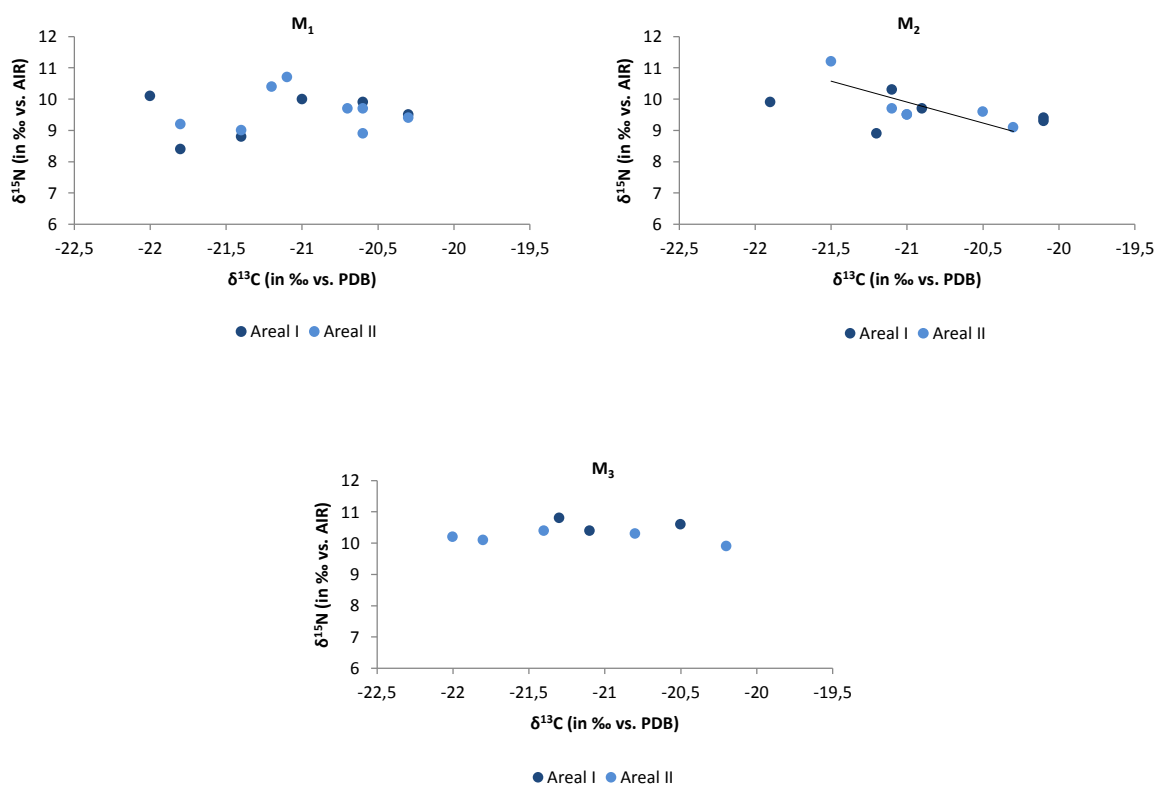 M₁
12
11
10
9
8
7
6
δ¹⁵N (in ‰ vs. AIR)
-22,5 -22 -21,5 -21 -20,5 -20 -19,5
δ¹³C (in ‰ vs. PDB)
Areal I Areal II
M₂
12
11
10
9
8
7
6
δ¹⁵N (in ‰ vs. AIR)
-22,5 -22 -21,5 -21 -20,5 -20 -19,5
δ¹³C (in ‰ vs. PDB)
Areal I Areal II
M₃
12
11
10
9
8
7
6
δ¹⁵N (in ‰ vs. AIR)
-22,5 -22 -21,5 -21 -20,5 -20 -19,5
δ¹³C (in ‰ vs. PDB)
Areal I Areal II